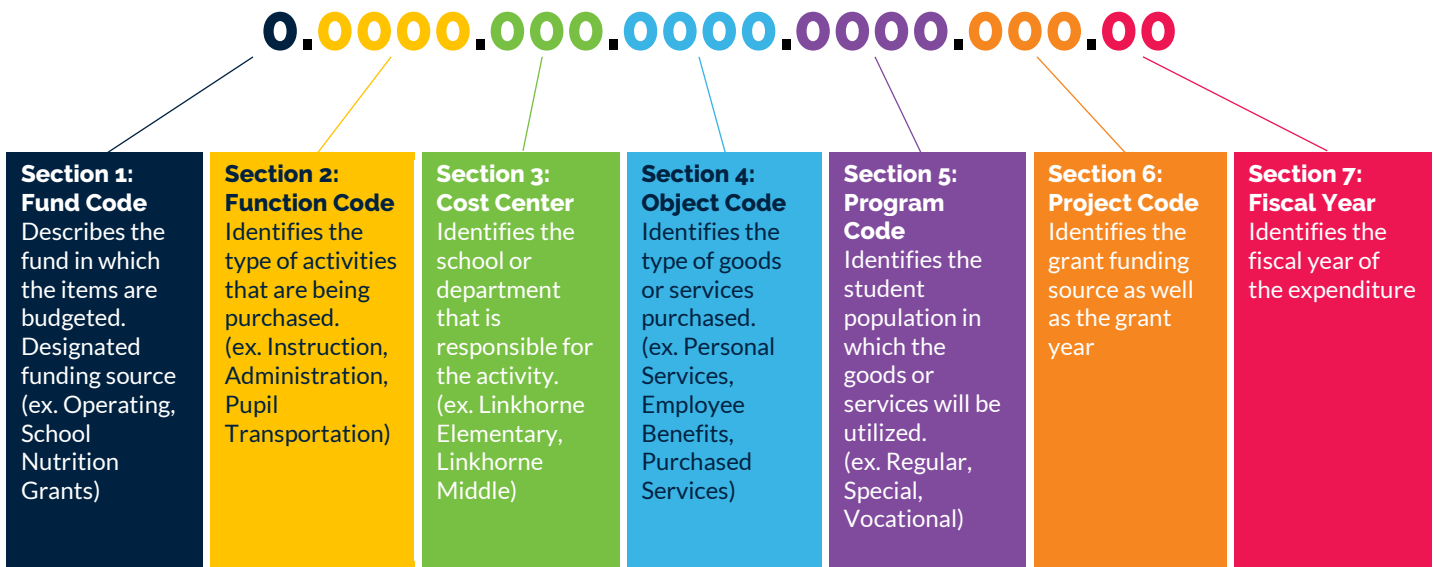 0.0000.000.0000.0000.000.00
Section 1:
Fund Code
Describes the
fund in which
the items are
budgeted.
Designated
funding source
(ex. Operating,
School
Nutrition
Grants)
Section 2:
Function Code
Identifies the
type of activities
that are being
purchased.
(ex. Instruction,
Administration,
Pupil
Transportation)
Section 3:
Cost Center
Identifies the
school or
department
that is
responsible for
the activity.
(ex. Linkhorne
Elementary,
Linkhorne
Middle)
Section 4:
Object Code
Identifies the
type of goods
or services
purchased.
(ex. Personal
Services,
Employee
Benefits,
Purchased
Services)
Section 5:
Program
Code
Identifies the
student
population in
which the
goods or
services will be
utilized.
(ex. Regular,
Special,
Vocational)
Section 6:
Project Code
Identifies the
grant funding
source as well
as the grant
year
Section 7:
Fiscal Year
Identifies the
fiscal year of
the expenditure